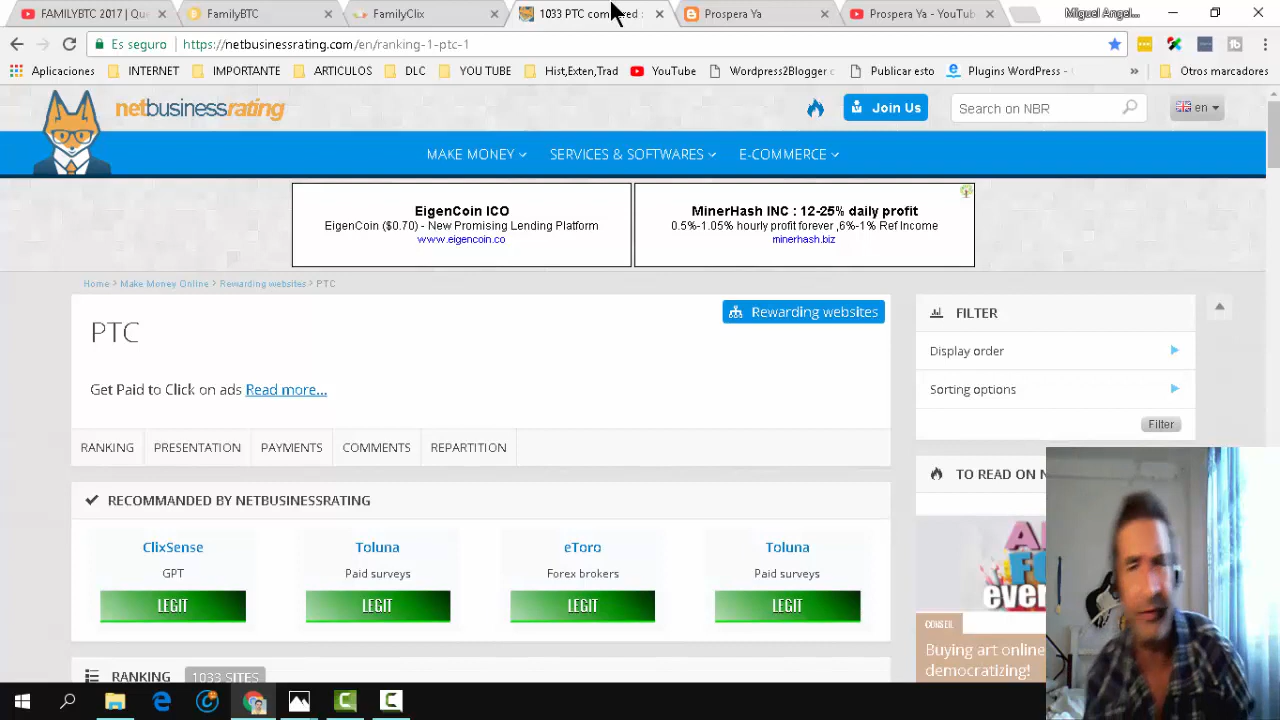 FAMILYBTC 2017 | Qu
FamilyBTC
FamilyClix
1033 PTC
Prospera Ya
Prospera Ya - YouTub
Miguel Angel...
Es seguro
https://netbusinessrating.com/en/ranking-1-ptc-1
Aplicaciones
INTERNET
IMPORTANTE
ARTICULOS
DLC
YOU TUBE
Hist,Exten,Trad
YouTube
Wordpress2Blogger
Publicar esto
Plugins WordPress -
»
Otros marcadores
netbusinessrating
Join Us
Search on NBR
en
MAKE MONEY
SERVICES & SOFTWARES
E-COMMERCE
EigenCoin ICO
EigenCoin ($0.70) - New Promising Lending Platform
www.eigencoin.co
MinerHash INC : 12-25% daily profit
0.5%-1.05% hourly profit forever ,6%-1% Ref Income
minerhash.biz
Home > Make Money Online > Rewarding websites > PTC
PTC
Rewarding websites
Get Paid to Click on ads Read more...
RANKING
PRESENTATION
PAYMENTS
COMMENTS
REPARTITION
FILTER
Display order
Sorting options
Filter
RECOMMANDED BY NETBUSINESSRATING
ClixSense
GPT
LEGIT
Toluna
Paid surveys
LEGIT
eToro
Forex brokers
LEGIT
Toluna
Paid surveys
LEGIT
TO READ ON N
CONSEIL
Buying art online
democratizing!
RANKING
1033 SITES